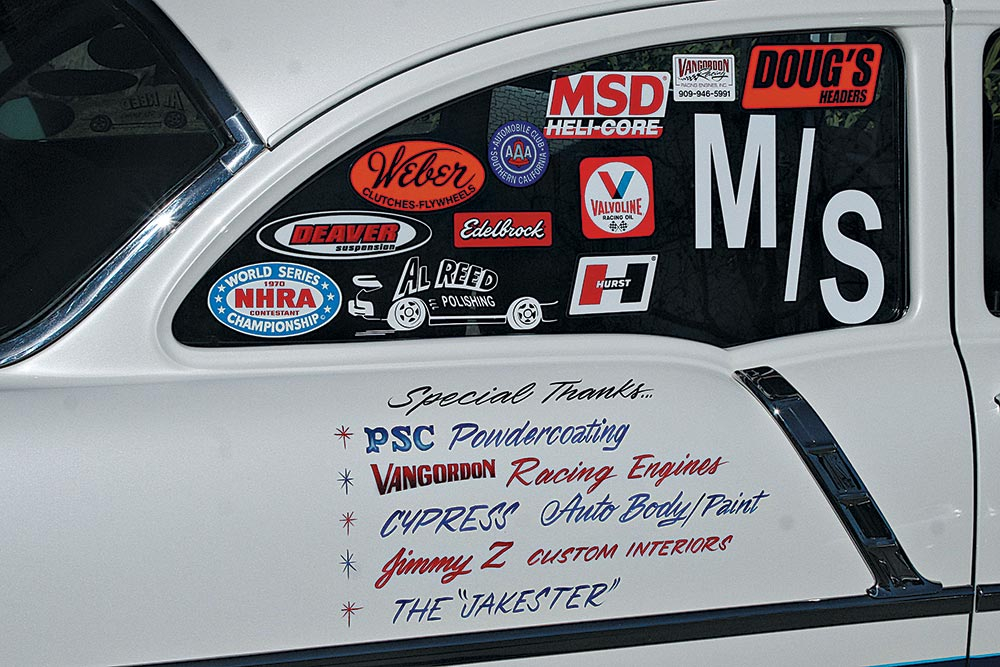 VANGORDON
Racing
RACING ENGINES, INC
909-946-5991
DOUG'S
HEADERS
MSD
HELI-CORE
AUTOMOBILE CLUB
AAA
SOUTHERN CALIFORNIA
M/S
Weber
CLUTCHES-FLYWHEELS
VALVOLINE
RACING OIL
DEAVER
suspension
Edelbrock
WORLD SERIES
1970
NHRA
CONTESTANT
CHAMPIONSHIP
AL REED
POLISHING
HURST
AL REED
Special Thanks...
PSC Powdercoating
VANGORDON Racing Engines
CYPRESS Auto Body/Paint
Jimmy Z CUSTOM INTERIORS
THE "JAKESTER"